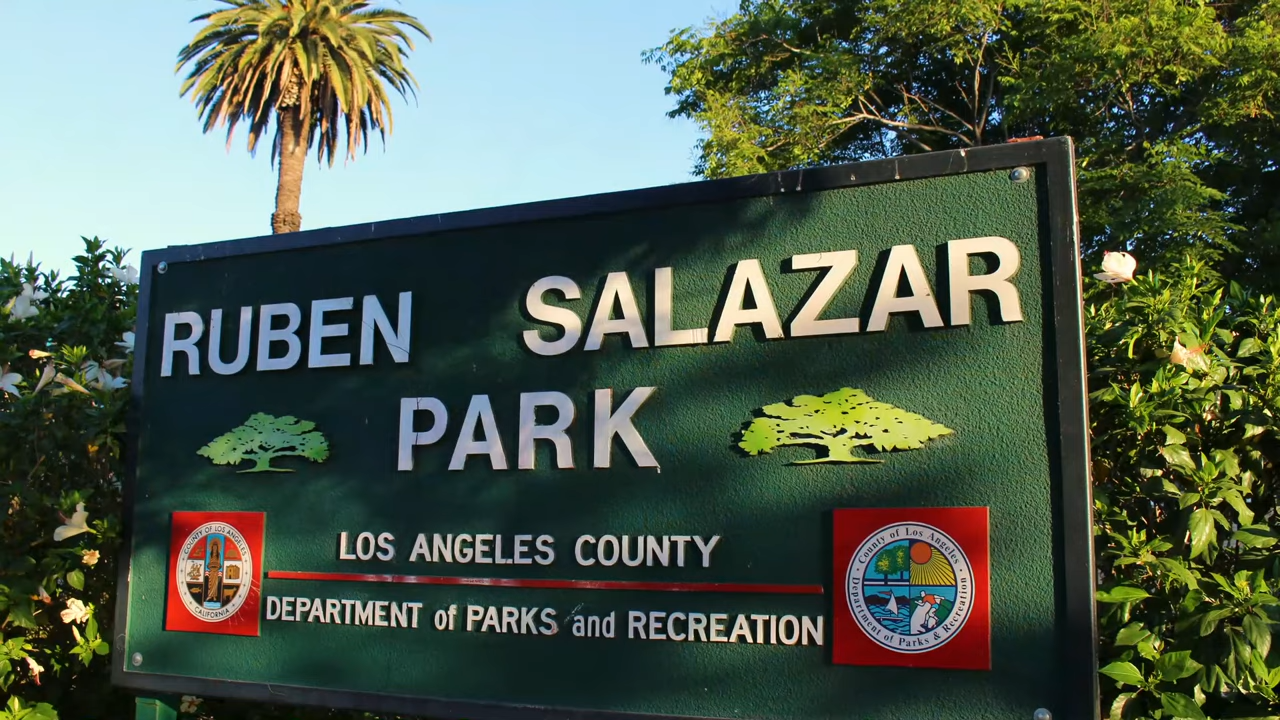 RUBEN SALAZAR
PARK
LOS ANGELES COUNTY
DEPARTMENT of PARKS and RECREATION
COUNTY OF LOS ANGELES
CALIFORNIA
County of Los Angeles
Department of Parks & Recreation